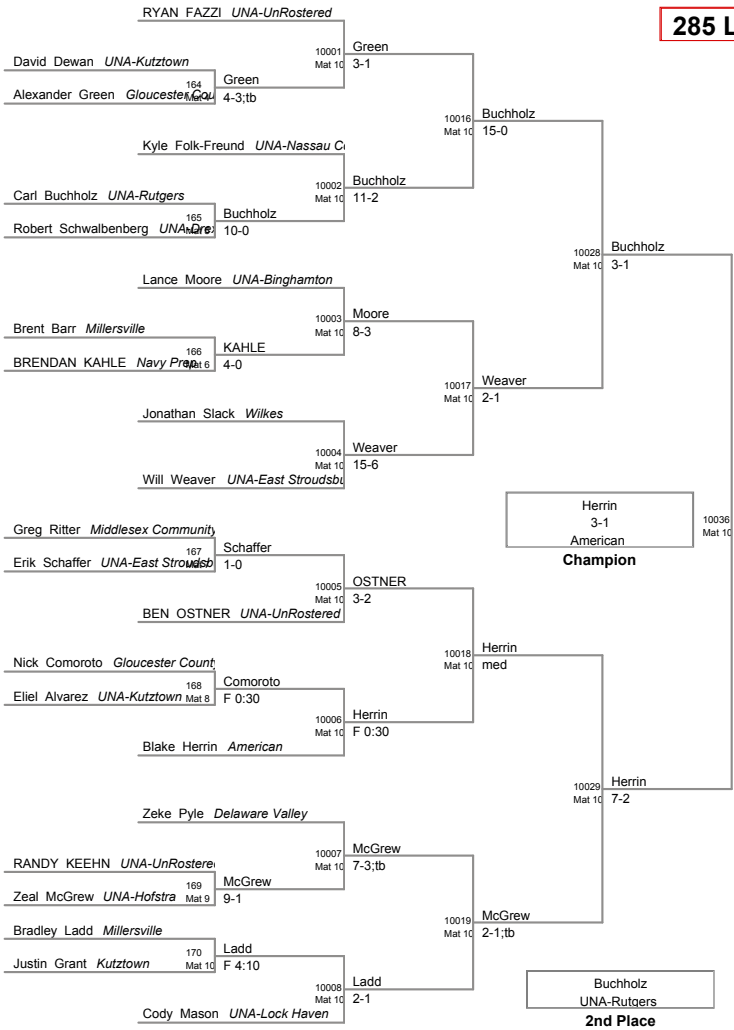 RYAN FAZZI UNA-UnRostered
285 L
10001 Green
Mat 10 3-1
David Dewan UNA-Kutztown
164 Green
Alexander Green Gloucester Cou
4-3;tb
10016 Buchholz
Mat 10 15-0
Kyle Folk-Freund UNA-Nassau C
10002 Buchholz
Mat 10 11-2
Carl Buchholz UNA-Rutgers
165 Buchholz
Robert Schwalbenberg UNA-Drex
10-0
10028 Buchholz
Mat 10 3-1
Lance Moore UNA-Binghamton
10003 Moore
Mat 10 8-3
Brent Barr Millersville
166 KAHLE
BRENDAN KAHLE Navy Prep Mat 6 4-0
10017 Weaver
Mat 10 2-1
Jonathan Slack Wilkes
10004 Weaver
Mat 10 15-6
Will Weaver UNA-East Stroudsbu
Herrin
3-1
American
Champion
10036
Mat 10
Greg Ritter Middlesex Community
167 Schaffer
Erik Schaffer UNA-East Stroudsb
1-0
10005 OSTNER
Mat 10 3-2
BEN OSTNER UNA-UnRostered
10018 Herrin
Mat 10 med
Nick Comoroto Gloucester County
168 Comoroto
Eliel Alvarez UNA-Kutztown Mat 8 F 0:30
10006 Herrin
Mat 10 F 0:30
Blake Herrin American
10029 Herrin
Mat 10 7-2
Zeke Pyle Delaware Valley
10007 McGrew
Mat 10 7-3;tb
RANDY KEEHN UNA-UnRostere
169 McGrew
Zeal McGrew UNA-Hofstra Mat 9 9-1
10019 McGrew
Mat 10 2-1;tb
Bradley Ladd Millersville
170 Ladd
Justin Grant Kutztown Mat 10 F 4:10
10008 Ladd
Mat 10 2-1
Cody Mason UNA-Lock Haven
Buchholz
UNA-Rutgers
2nd Place